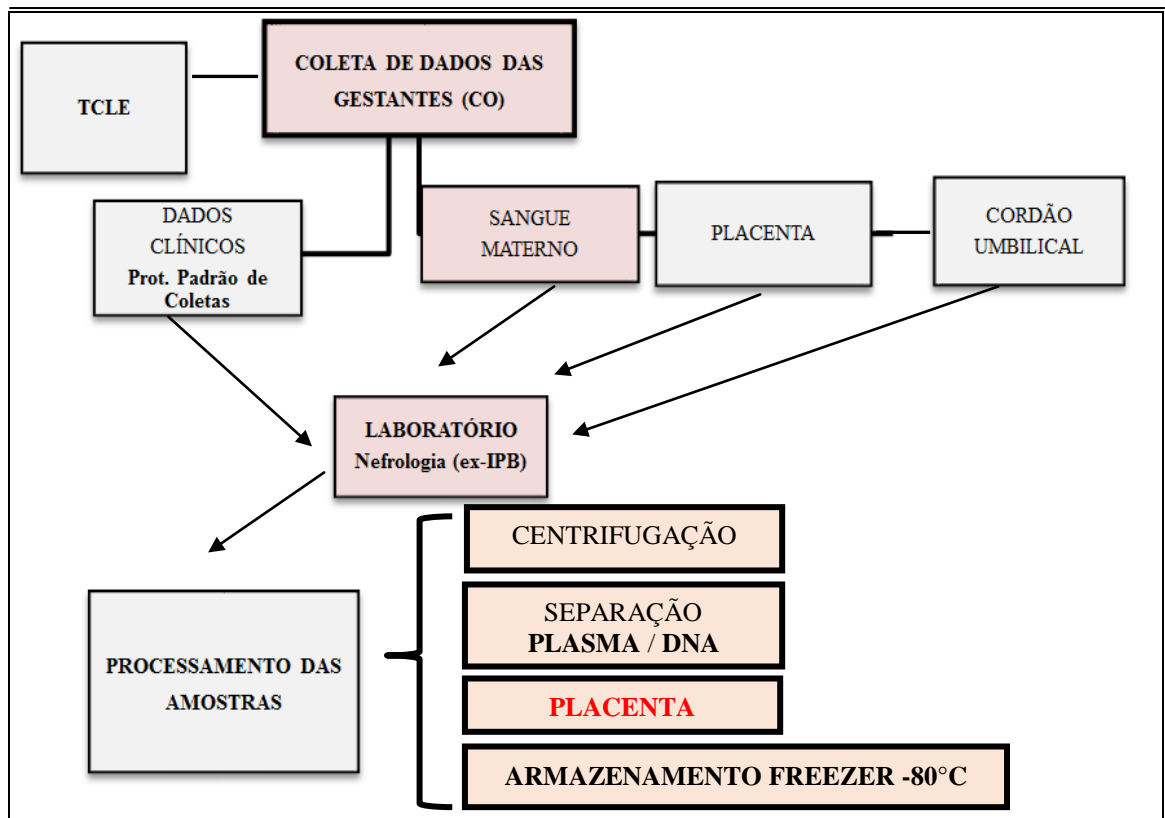 COLETA DE DADOS DAS
GESTANTES (CO)
TCLE
DADOS
CLÍNICOS
Prot. Padrão de
Coletas
SANGUE
MATERNO
PLACENTA
CORDÃO
UMBILICAL
LABORATÓRIO
Nefrologia (ex-IPB)
PROCESSAMENTO DAS
AMOSTRAS
CENTRIFUGAÇÃO
SEPARAÇÃO
PLASMA / DNA
PLACENTA
ARMAZENAMENTO FREEZER -80°C